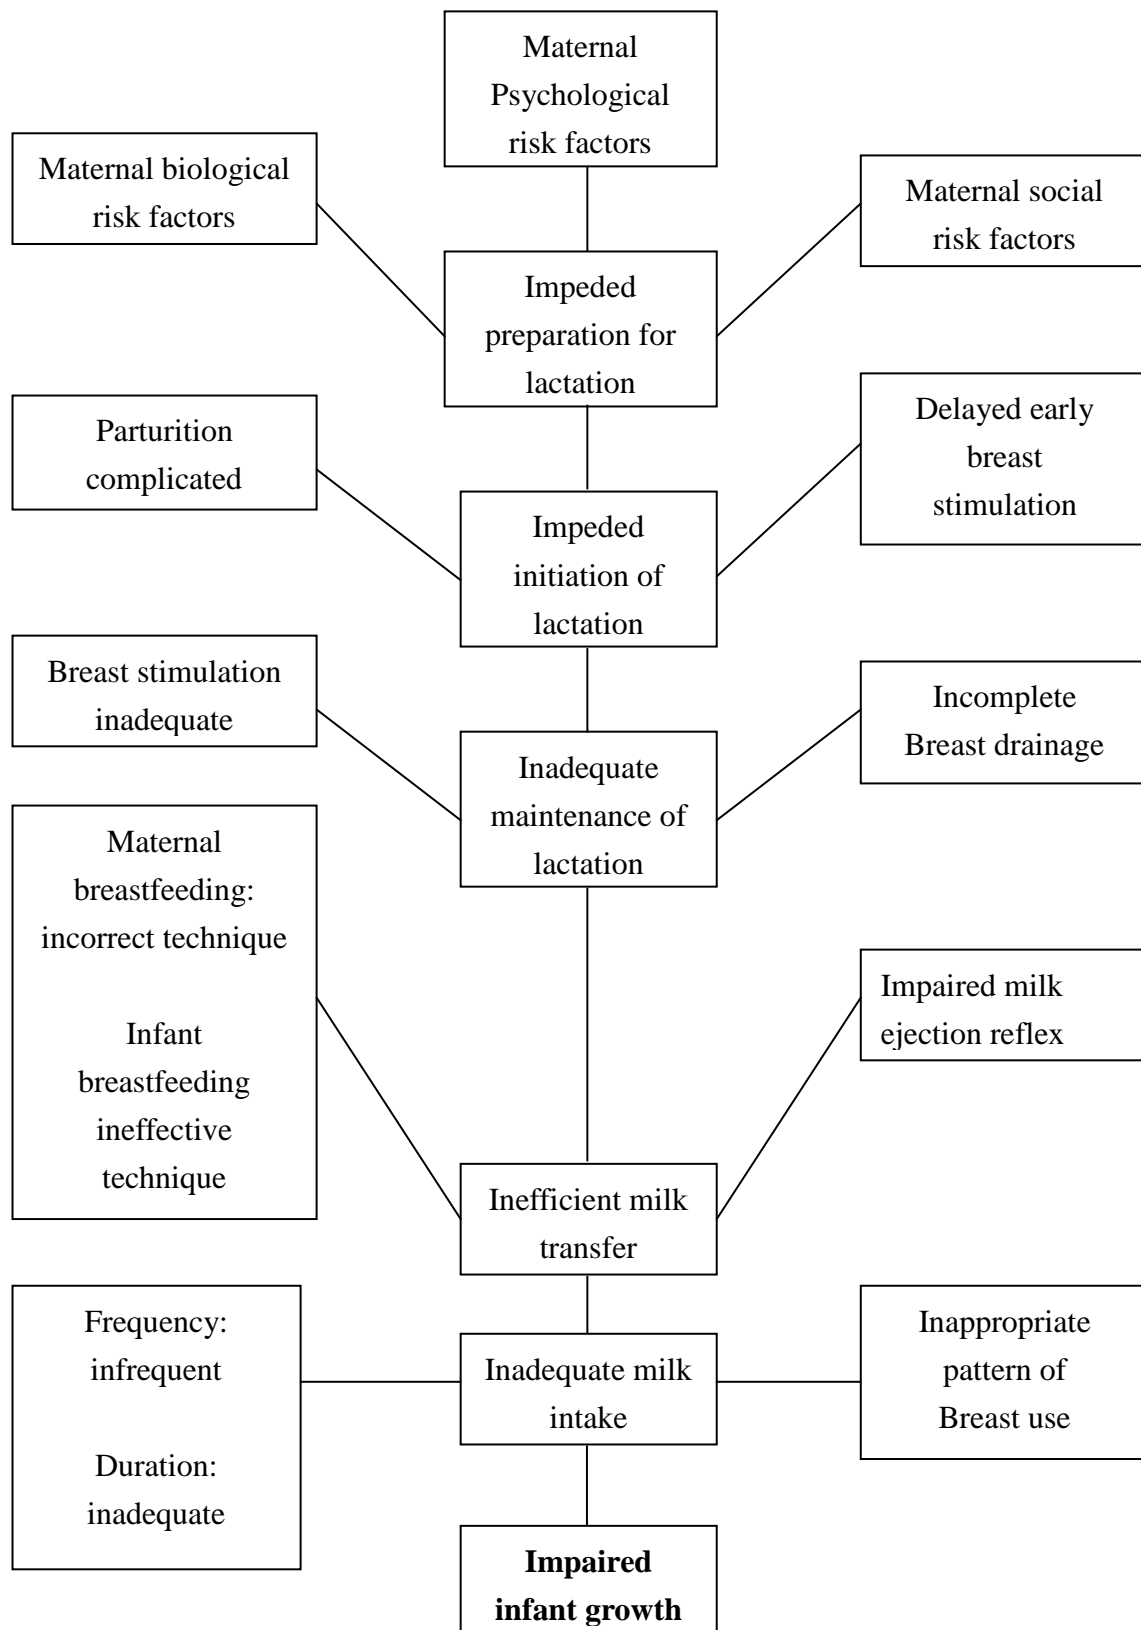 Maternal
Psychological
risk factors
Maternal biological
risk factors
Maternal social
risk factors
Impeded
preparation for
lactation
Parturition
complicated
Delayed early
breast
stimulation
Impeded
initiation of
lactation
Breast stimulation
inadequate
Incomplete
Breast drainage
Inadequate
maintenance of
lactation
Maternal
breastfeeding:
incorrect technique
Infant
breastfeeding
ineffective
technique
Impaired milk
ejection reflex
Inefficient milk
transfer
Frequency:
infrequent
Duration:
inadequate
Inadequate milk
intake
Inappropriate
pattern of
Breast use
Impaired
infant growth